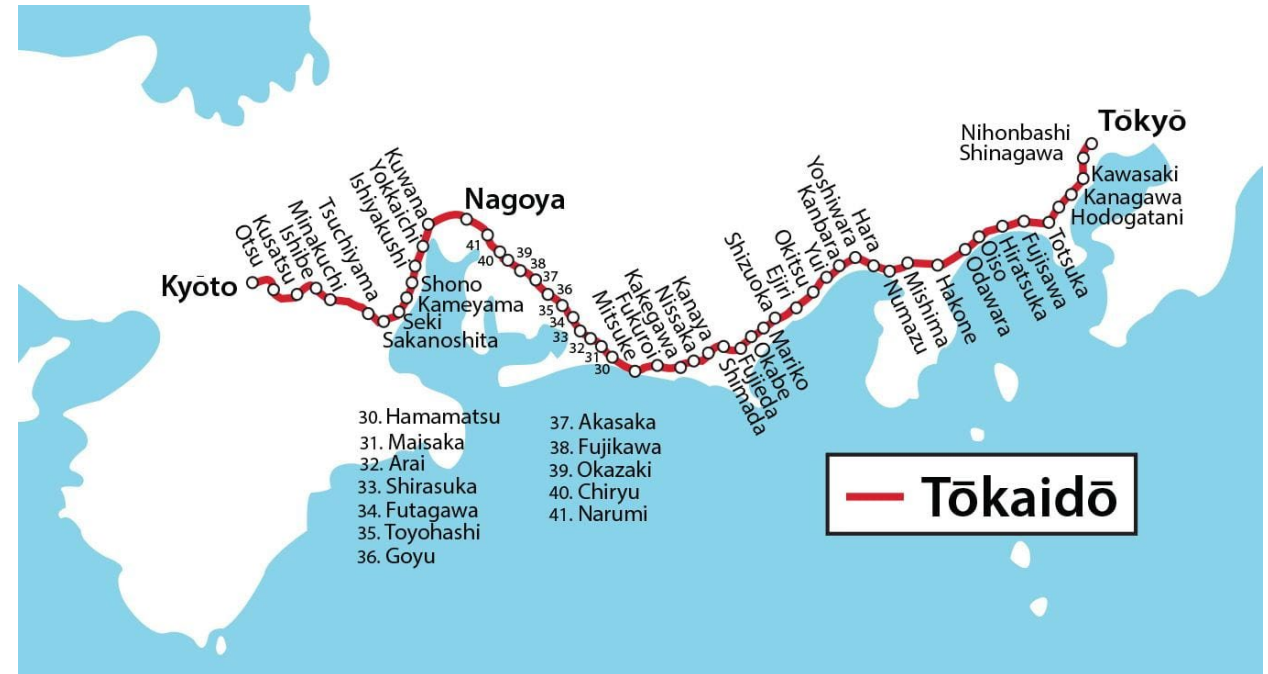 Tōkyō
Nihonbashi
Shinagawa
Kawasaki
Kanagawa
Hodogatani
Totsuka
Fujisawa
Hiratsuka
Oiso
Odawara
Hakone
Mishima
Numazu
Hara
Yoshiwara
Kanbara
Yui
Okitsu
Ejiri
Shizuoka
Mariko
Okabe
Fujieda
Shimada
Kanaya
Nissaka
Kakegawa
Fukuroi
Mitsuke
30
31
32
33
34
35
36
37
38
39
40
41
Nagoya
Kuwana
Yokkaichi
Ishiyakushi
Shono
Kameyama
Seki
Sakanoshita
Tsuchiyama
Minakuchi
Ishibe
Kusatsu
Otsu
Kyōto
30. Hamamatsu
31. Maisaka
32. Arai
33. Shirasuka
34. Futagawa
35. Toyohashi
36. Goyu
37. Akasaka
38. Fujikawa
39. Okazaki
40. Chiryu
41. Narumi
Tōkaidō